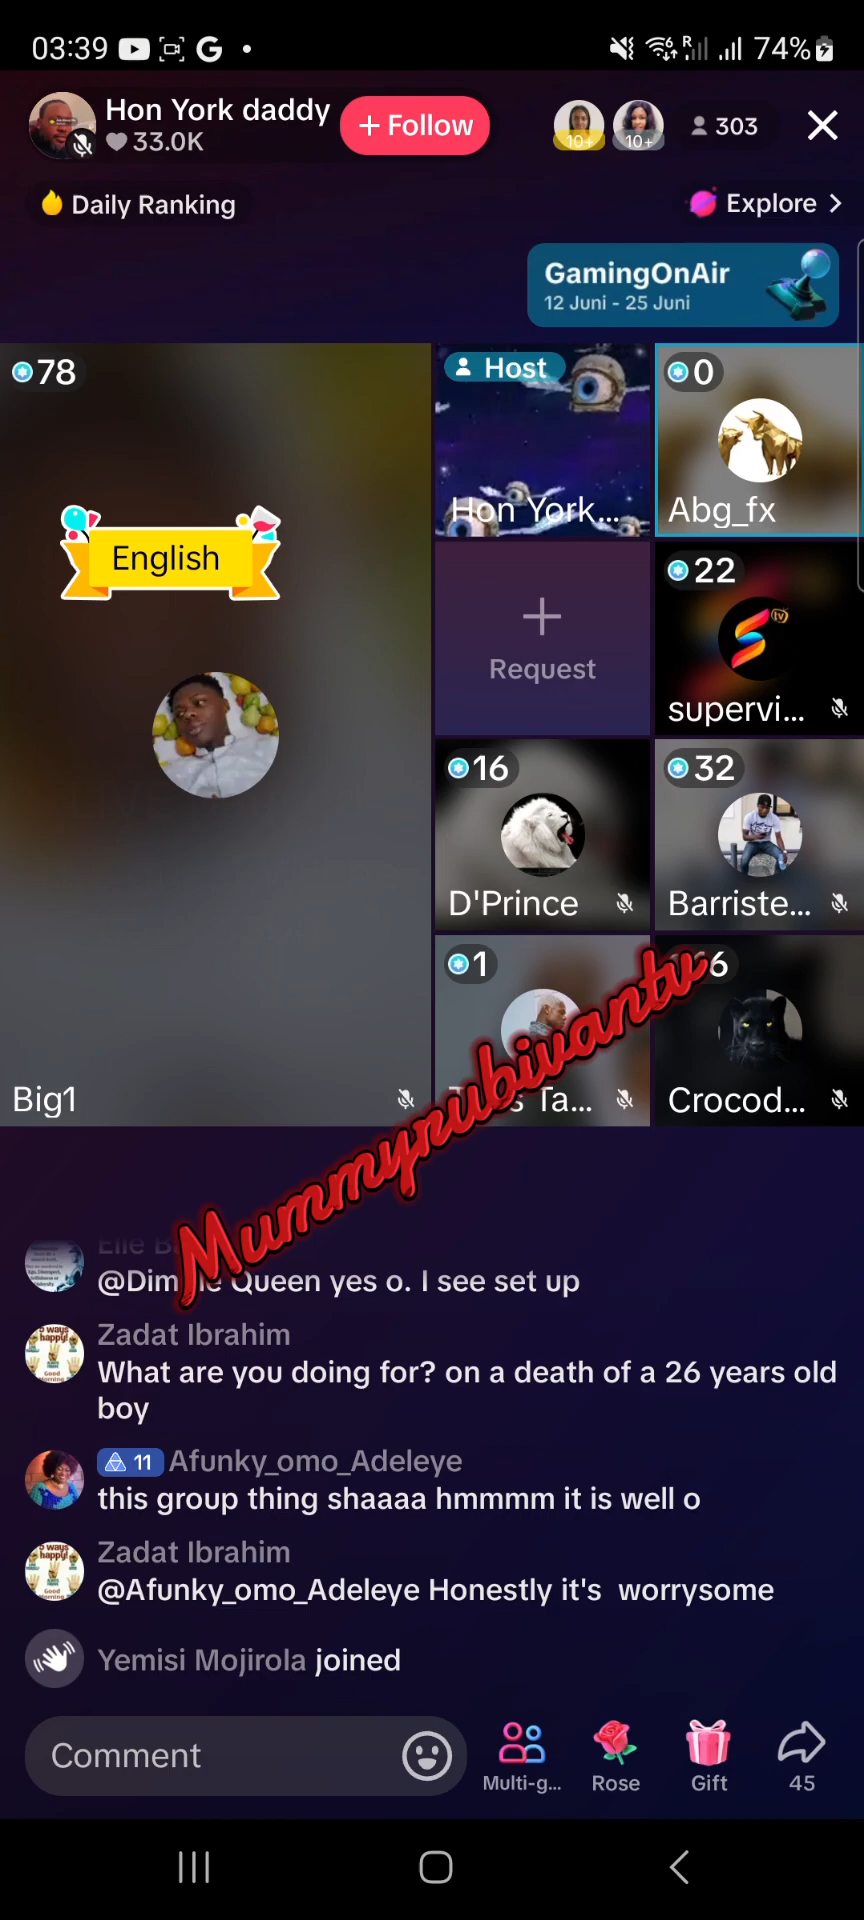 03:39
G
R
74%
Hon York daddy
+ Follow
33.0K
10+
10+
303
Daily Ranking
Explore
GamingOnAir
12 Juni - 25 Juni
78
Host
0
Hon York...
Abg_fx
English
22
Request
tv
supervi...
16
32
D'Prince
Barriste...
1
6
Big1
s Ta...
Crocod...
Mummyrubivantv
@Dim Queen yes o. I see set up
Zadat Ibrahim
What are you doing for? on a death of a 26 years old
boy
11 Afunky_omo_Adeleye
this group thing shaaaa hmmmm it is well o
Zadat Ibrahim
@Afunky_omo_Adeleye Honestly it's worrysome
Yemisi Mojirola joined
Comment
Multi-g...
Rose
Gift
45